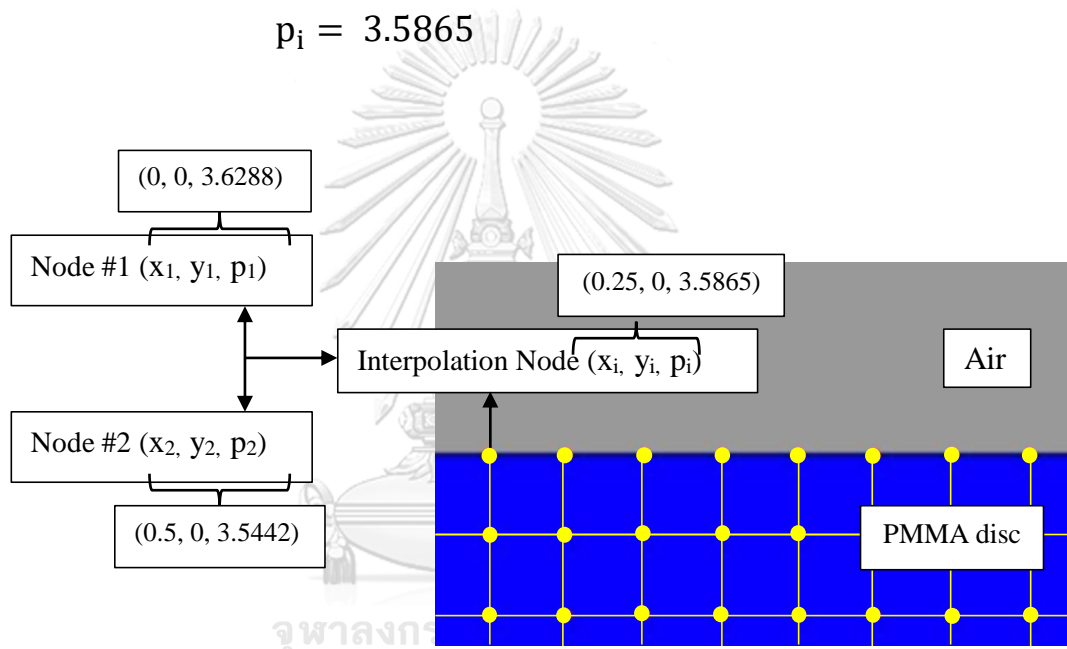 pᵢ = 3.5865
(0, 0, 3.6288)
Node #1 (x₁, y₁, p₁)
(0.25, 0, 3.5865)
Interpolation Node (xᵢ, yᵢ, pᵢ)
Air
Node #2 (x₂, y₂, p₂)
(0.5, 0, 3.5442)
PMMA disc